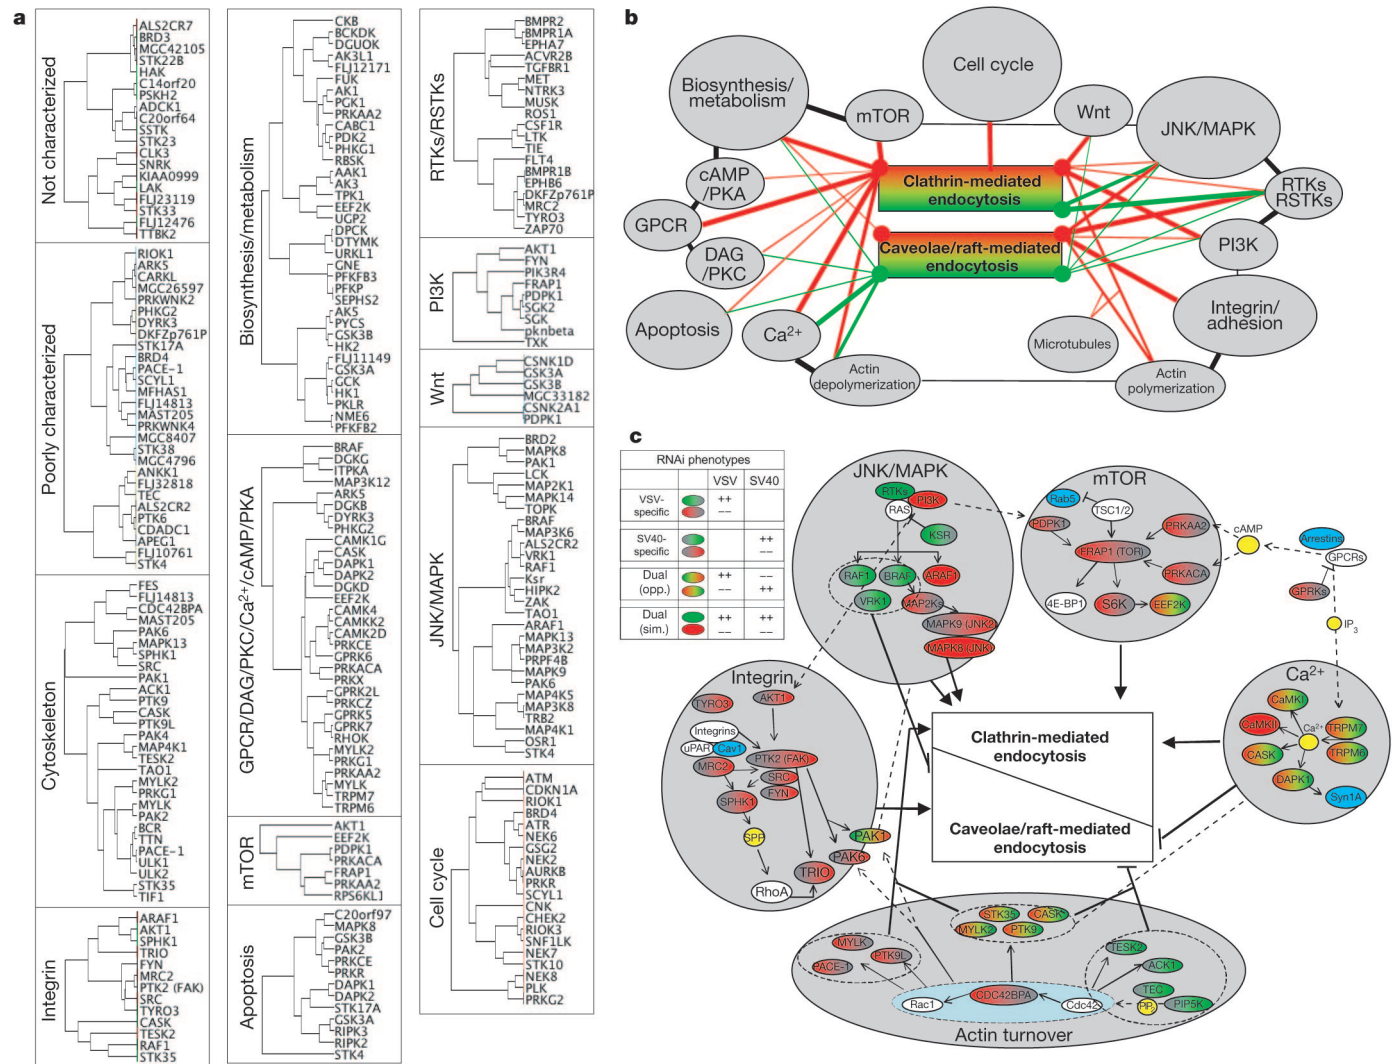 a
Not characterized
ALS2CR7
BRD3
MGC42105
STK22B
HAK
C14orf20
PSKH2
ADCK1
C20orf64
SSTK
STK23
CLK3
SNRK
KIAA0999
LAK
FLJ23119
STK33
FLJ12476
TTBK2
Poorly characterized
RIOK1
ARK5
CARKL
MGC26597
PRKWNK2
PHKG2
DYRK3
DKFZp761P
STK17A
BRD4
PACE-1
SCYL1
MFHAS1
FLJ14813
MAST205
PRKWNK4
MGC8407
STK38
MGC4796
ANKK1
FLJ32818
TEC
ALS2CR2
PTK6
CDADC1
APEG1
FLJ10761
STK4
Cytoskeleton
FES
FLJ14813
CDC42BPA
MAST205
PAK6
MAPK13
SPHK1
SRC
PAK1
ACK1
PTK9
CASK
PTK9L
PAK4
MAP4K1
TESK2
TAO1
MYLK2
PRKG1
MYLK
PAK2
BCR
TTN
PACE-1
ULK1
ULK2
STK35
TIF1
Integrin
ARAF1
AKT1
SPHK1
TRIO
FYN
MRC2
PTK2 (FAK)
SRC
TYRO3
CASK
TESK2
RAF1
STK35
Biosynthesis/metabolism
CKB
BCKDK
DGUOK
AK3L1
FLJ12171
FUK
AK1
PGK1
PRKAA2
CABC1
PDK2
PHKG1
RBSK
AAK1
AK3
TPK1
EEF2K
UGP2
DPCK
DTYMK
URKL1
GNE
PFKFB3
PFKP
SEPHS2
AK5
PYCS
GSK3B
HK2
FLJ11149
GSK3A
GCK
HK1
PKLR
NME6
PFKFB2
GPCR/DAG/PKC/Ca²⁺/cAMP/PKA
BRAF
DGKG
ITPKA
MAP3K12
ARK5
DGKB
DYRK3
PHKG2
CAMK1G
CASK
DAPK1
DAPK2
DGKD
EEF2K
CAMK4
CAMKK2
CAMK2D
PRKCE
GPRK6
PRKACA
PRKX
GPRK2L
PRKCZ
GPRK5
GPRK7
RHOK
MYLK2
PRKG1
PRKAA2
MYLK
TRPM7
TRPM6
mTOR
AKT1
EEF2K
PDPK1
PRKACA
FRAP1
PRKAA2
RPS6KL1
Apoptosis
C20orf97
MAPK8
GSK3B
PAK2
PRKCE
PRKR
DAPK1
DAPK2
STK17A
GSK3A
RIPK3
RIPK2
STK4
RTKs/RSTKs
BMPR2
BMPR1A
EPHA7
ACVR2B
TGFBR1
MET
NTRK3
MUSK
ROS1
CSF1R
LTK
TIE
FLT4
BMPR1B
EPHB6
DKFZp761P
MRC2
TYRO3
ZAP70
PI3K
AKT1
FYN
PIK3R4
FRAP1
PDPK1
SGK2
SGK
pknbeta
TXK
Wnt
CSNK1D
GSK3A
GSK3B
MGC33182
CSNK2A1
PDPK1
JNK/MAPK
BRD2
MAPK8
PAK1
LCK
MAP2K1
MAPK14
TOPK
BRAF
MAP3K6
ALS2CR2
VRK1
RAF1
Ksr
HIPK2
ZAK
TAO1
ARAF1
MAPK13
MAP3K2
PRPF4B
MAPK9
PAK6
MAP4K5
MAP3K8
TRB2
MAP4K1
OSR1
STK4
Cell cycle
ATM
CDKN1A
RIOK1
BRD4
ATR
NEK6
GSG2
NEK2
AURKB
PRKR
SCYL1
CNK
CHEK2
RIOK3
SNF1LK
NEK7
STK10
NEK8
PLK
PRKG2
b
Biosynthesis/
metabolism
mTOR
Cell cycle
Wnt
JNK/MAPK
cAMP
/PKA
RTKs
RSTKs
GPCR
PI3K
DAG
/PKC
Integrin/
adhesion
Apoptosis
Ca²⁺
Microtubules
Actin
depolymerization
Actin
polymerization
Clathrin-mediated
endocytosis
Caveolae/raft-mediated
endocytosis
c
RNAi phenotypes
VSV SV40
VSV-
specific
++
––
SV40-
specific
++
––
Dual
(opp.)
++ ––
–– ++
Dual
(sim.)
++ ++
–– ––
JNK/MAPK
RTKs
PI3K
RAS
KSR
RAF1
BRAF
ARAF1
VRK1
MAP2Ks
MAPK9 (JNK2)
MAPK8 (JNK)
mTOR
Rab5
TSC1/2
PDPK1
PRKAA2
FRAP1 (TOR)
PRKACA
4E-BP1
S6K
EEF2K
cAMP
Arrestins
GPCRs
GPRKs
IP3
Integrin
TYRO3
AKT1
Integrins
uPAR
Cav1
MRC2
PTK2 (FAK)
SRC
FYN
SPHK1
SPP
PAK1
PAK6
TRIO
RhoA
Clathrin-mediated
endocytosis
Caveolae/raft-mediated
endocytosis
Ca²⁺
CaMKI
CaMKII
Ca²⁺
TRPM7
TRPM6
CASK
DAPK1
Syn1A
STK35
CASK
MYLK2
PTK9
MYLK
PTK9L
PACE-1
TESK2
ACK1
TEC
PIP5K
Rac1
CDC42BPA
Cdc42
Actin turnover